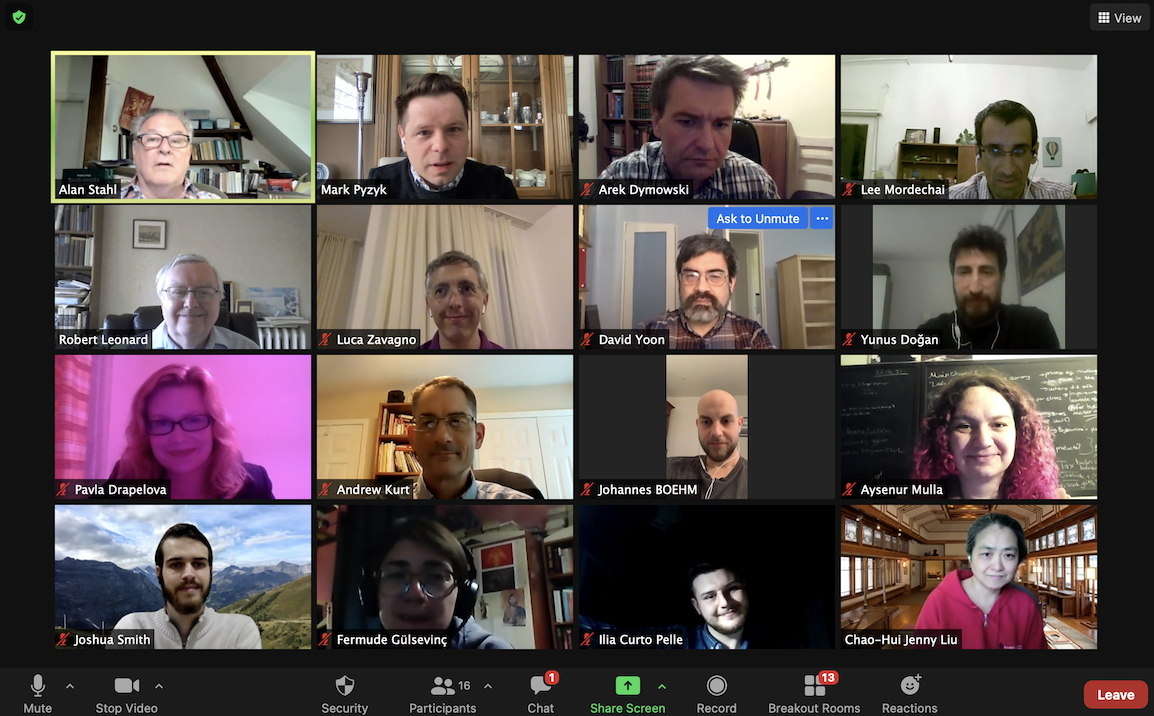 View
Alan Stahl
Mark Pyzyk
Arek Dymowski
Lee Mordechai
Ask to Unmute
Robert Leonard
Luca Zavagno
David Yoon
Yunus Doğan
Pavla Drapelova
Andrew Kurt
Johannes BOEHM
Aysenur Mulla
Joshua Smith
Fermude Gülsevinç
Ilia Curto Pelle
Chao-Hui Jenny Liu
16
1
13
Mute
Stop Video
Security
Participants
Chat
Share Screen
Record
Breakout Rooms
Reactions
Leave